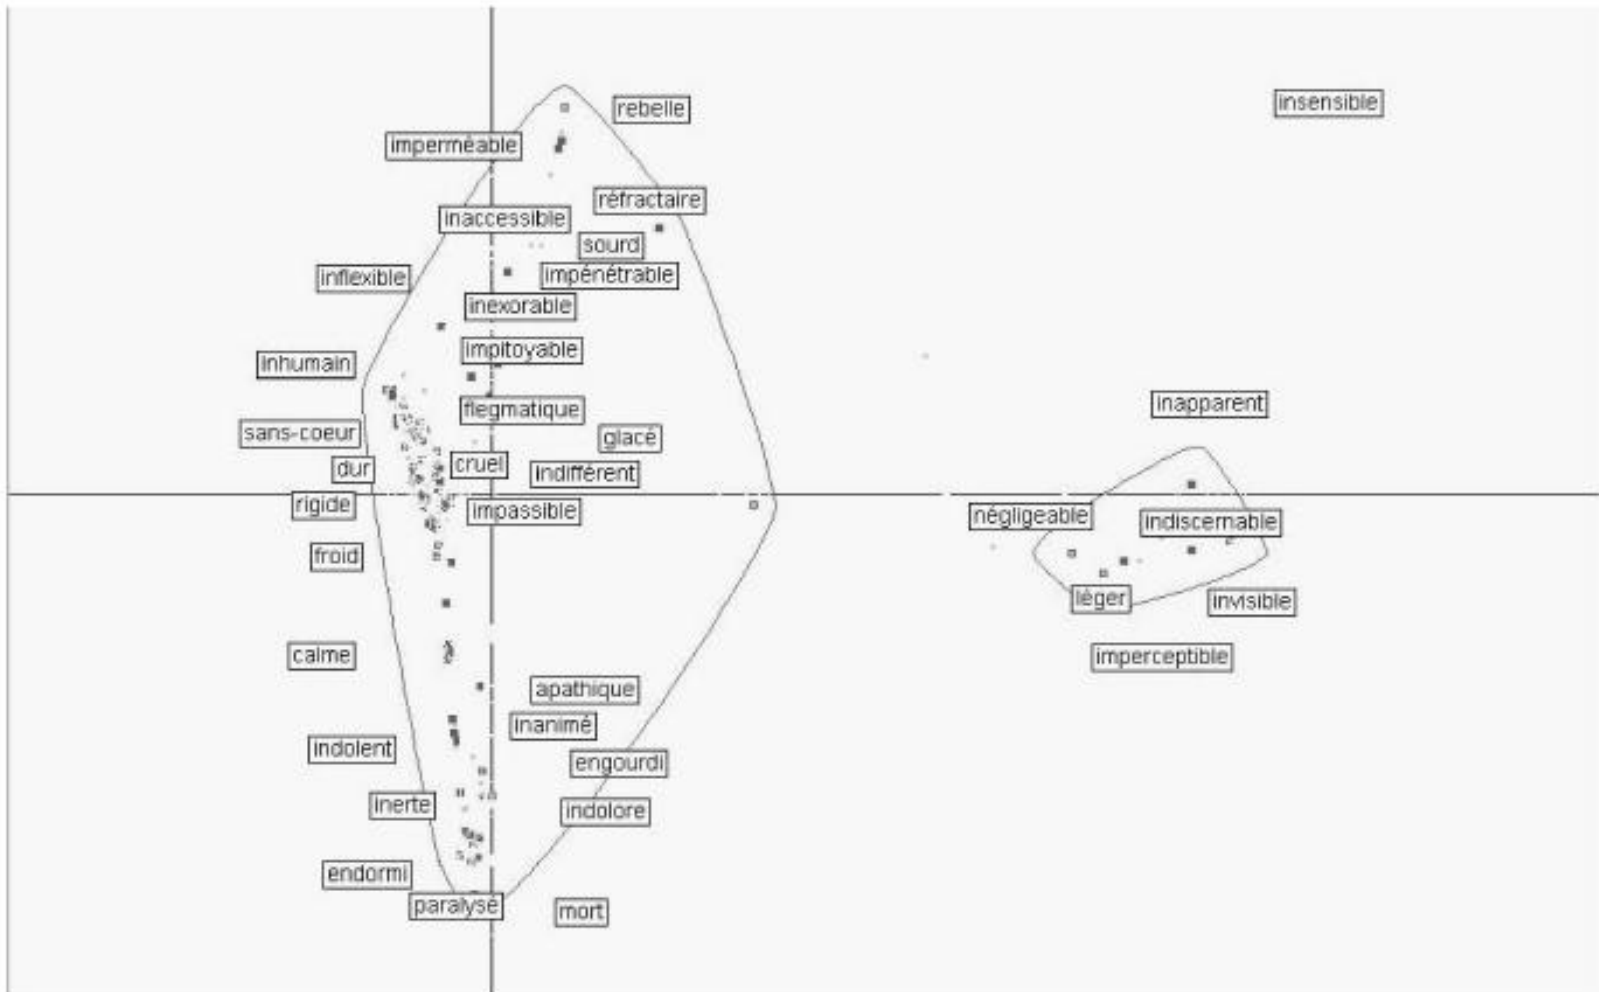 insensible
rebelle
imperméable
réfractaire
inaccessible
sourd
inflexible
impénétrable
inexorable
impitoyable
inhumain
inapparent
flegmatique
sans-coeur
glacé
dur
cruel
indifférent
rigide
impassible
négligeable
indiscernable
froid
léger
invisible
calme
imperceptible
apathique
inanimé
indolent
engourdi
inerte
indolore
endormi
paralysé
mort